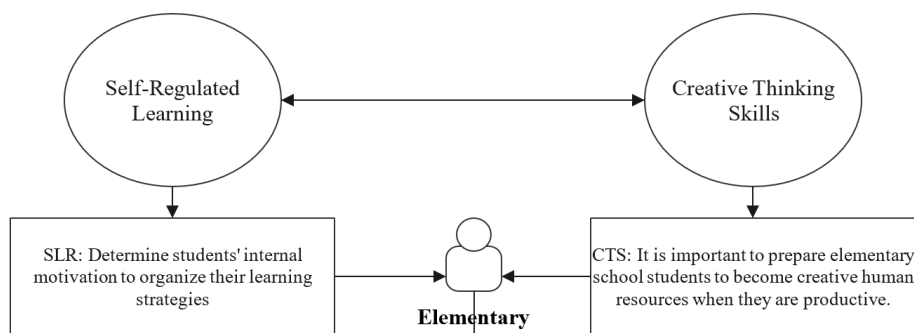 Self-Regulated
Learning
Creative Thinking
Skills
SLR: Determine students' internal
motivation to organize their learning
strategies
CTS: It is important to prepare elementary
school students to become creative human
resources when they are productive.
Elementary